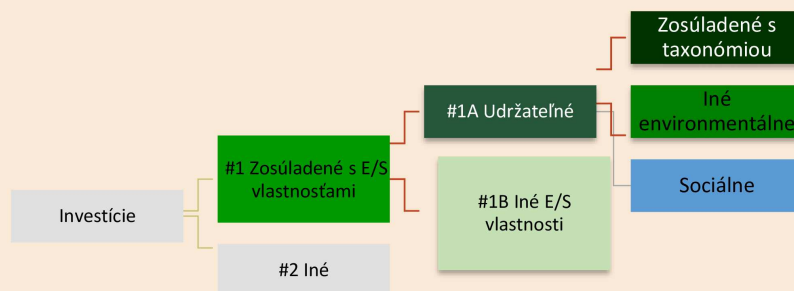 Investície
#1 Zosúladené s E/S
vlastnosťami
#2 Iné
#1A Udržateľné
#1B Iné E/S
vlastnosti
Zosúladené s
taxonómiou
Iné
environmentálne
Sociálne